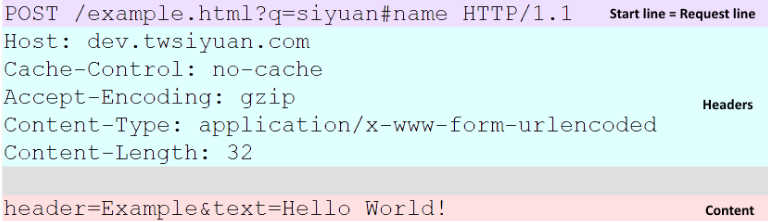 POST /example.html?q=siyuan#name HTTP/1.1 Start line = Request line
Host: dev.twsiyuan.com
Cache-Control: no-cache
Accept-Encoding: gzip
Headers
Content-Type: application/x-www-form-urlencoded
Content-Length: 32
header=Example&text=Hello World! Content